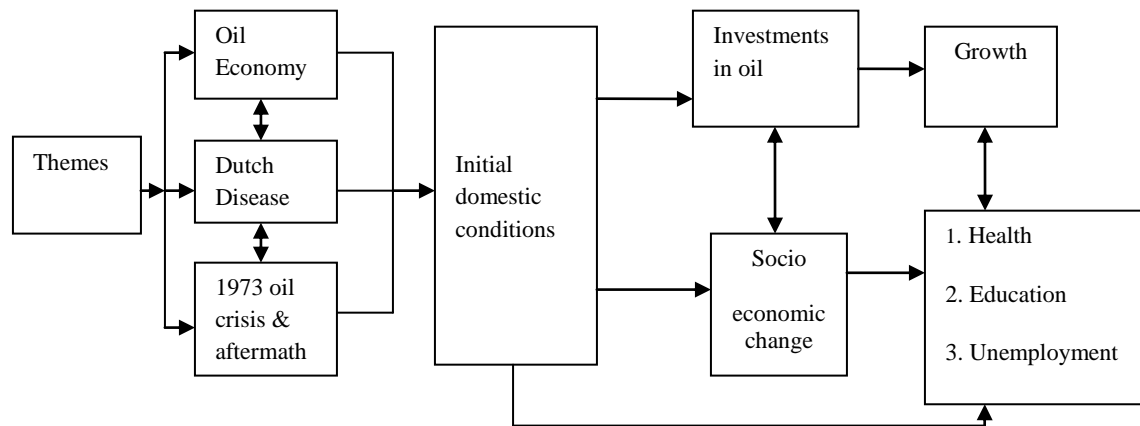 Themes
Oil
Economy
Dutch
Disease
1973 oil
crisis &
aftermath
Initial
domestic
conditions
Investments
in oil
Socio
economic
change
Growth
1. Health
2. Education
3. Unemployment